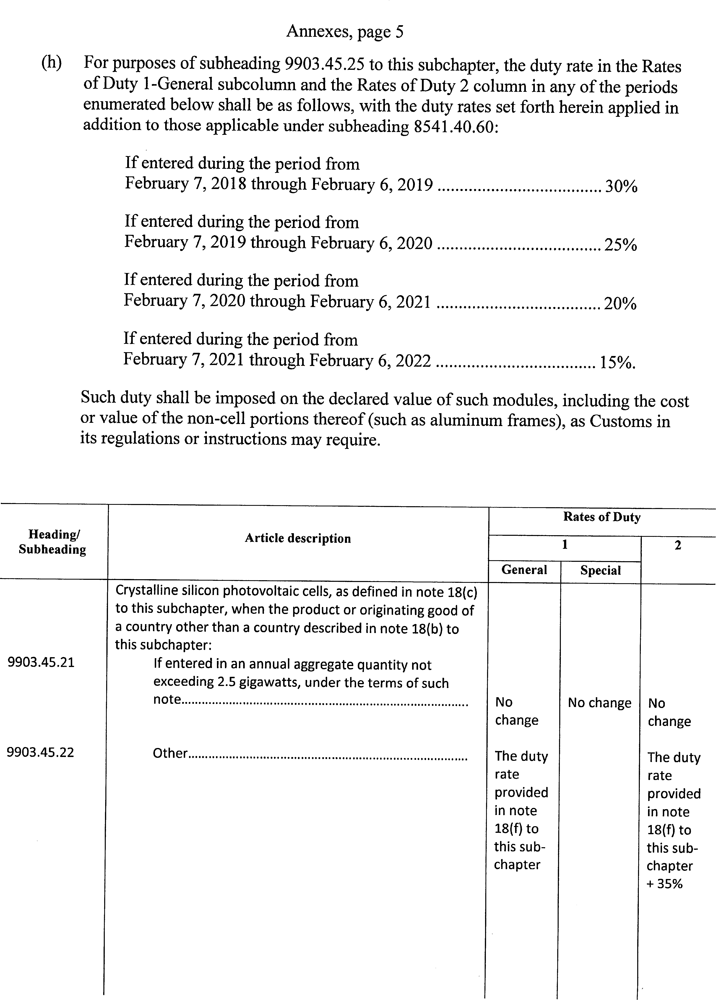 Annexes, page 5
(h) For purposes of subheading 9903.45.25 to this subchapter, the duty rate in the Rates
of Duty 1-General subcolumn and the Rates of Duty 2 column in any of the periods
enumerated below shall be as follows, with the duty rates set forth herein applied in
addition to those applicable under subheading 8541.40.60:
If entered during the period from
February 7, 2018 through February 6, 2019 ..................................... 30%
If entered during the period from
February 7, 2019 through February 6, 2020 ..................................... 25%
If entered during the period from
February 7, 2020 through February 6, 2021 ..................................... 20%
If entered during the period from
February 7, 2021 through February 6, 2022 .................................... 15%.
Such duty shall be imposed on the declared value of such modules, including the cost
or value of the non-cell portions thereof (such as aluminum frames), as Customs in
its regulations or instructions may require.
Heading/
Subheading
Article description
Rates of Duty
1
2
General
Special
Crystalline silicon photovoltaic cells, as defined in note 18(c)
to this subchapter, when the product or originating good of
a country other than a country described in note 18(b) to
this subchapter:
9903.45.21
If entered in an annual aggregate quantity not
exceeding 2.5 gigawatts, under the terms of such
note....................................................................................
No
change
No change
No
change
9903.45.22
Other..................................................................................
The duty
rate
provided
in note
18(f) to
this sub-
chapter
The duty
rate
provided
in note
18(f) to
this sub-
chapter
+ 35%